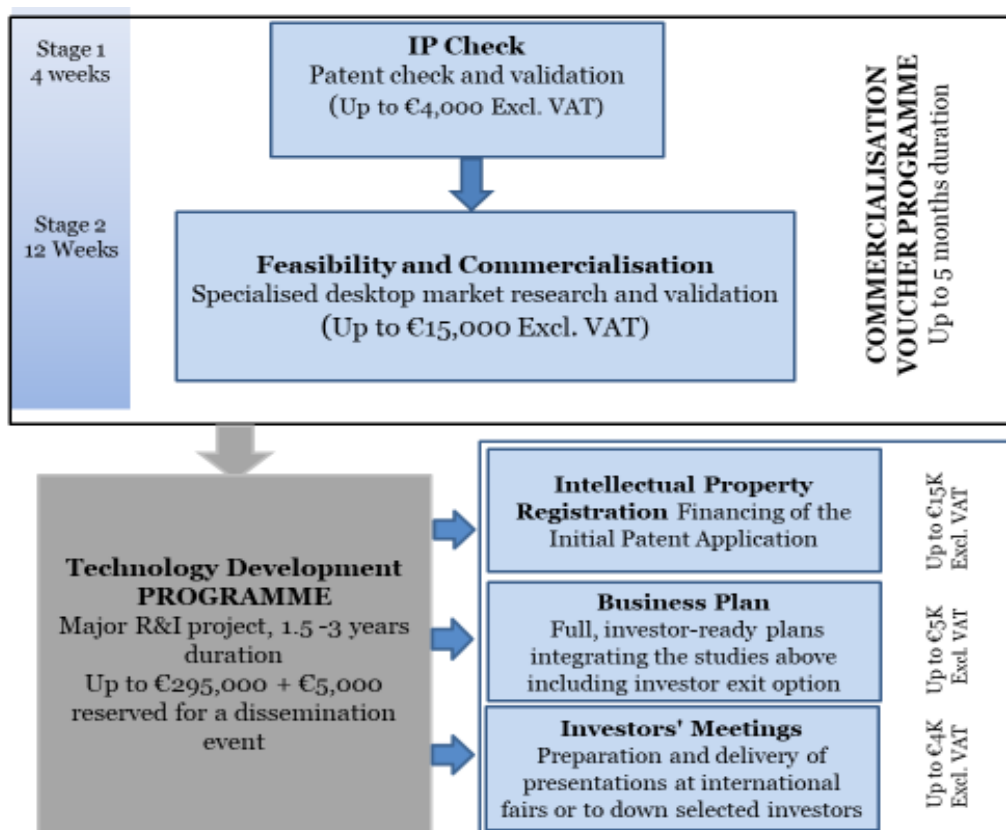 Stage 1
4 weeks
IP Check
Patent check and validation
(Up to €4,000 Excl. VAT)
Stage 2
12 Weeks
Feasibility and Commercialisation
Specialised desktop market research and validation
(Up to €15,000 Excl. VAT)
COMMERCIALISATION
VOUCHER PROGRAMME
Up to 5 months duration
Technology Development
PROGRAMME
Major R&I project, 1.5 -3 years
duration
Up to €295,000 + €5,000
reserved for a dissemination
event
Intellectual Property
Registration Financing of the
Initial Patent Application
Up to €15K
Excl. VAT
Business Plan
Full, investor-ready plans
integrating the studies above
including investor exit option
Up to €5K
Excl. VAT
Investors' Meetings
Preparation and delivery of
presentations at international
fairs or to down selected investors
Up to €4K
Excl. VAT